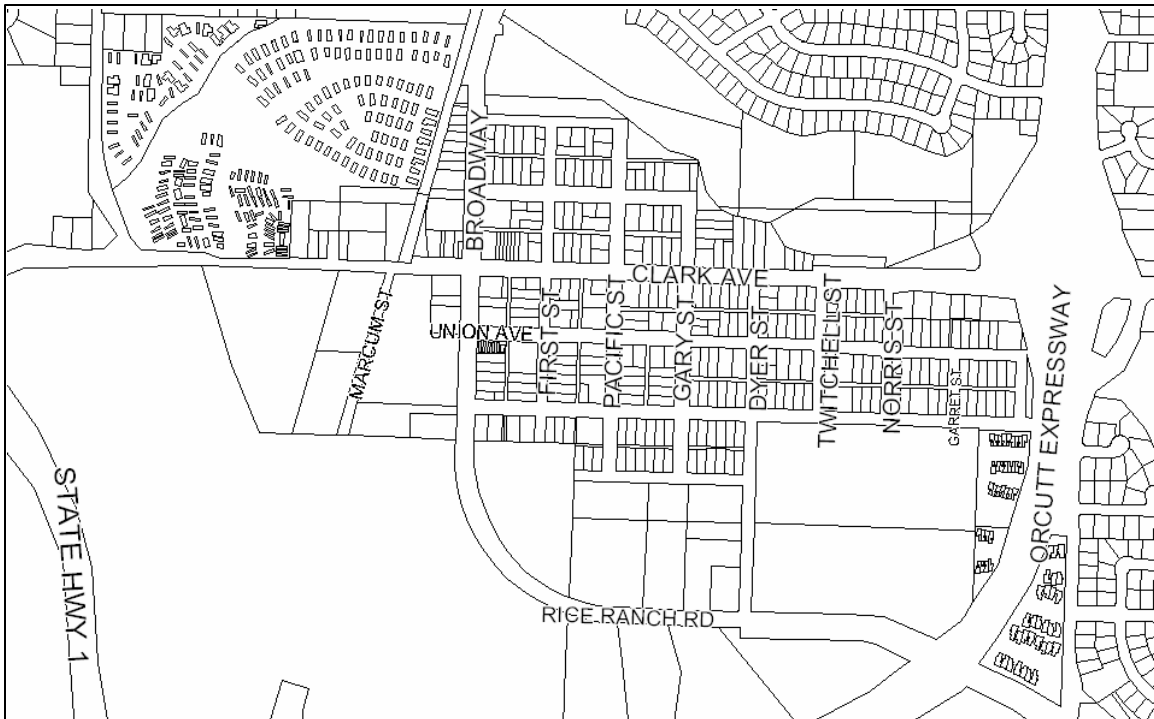 BROADWAY
CLARK AVE
UNION AVE
MARCUM ST
FIRST ST
PACIFIC ST
GARY ST
DYER ST
TWITCHELL ST
NORRIS ST
GARRET ST
ORCUTT EXPRESSWAY
STATE HWY 1
RICE RANCH RD